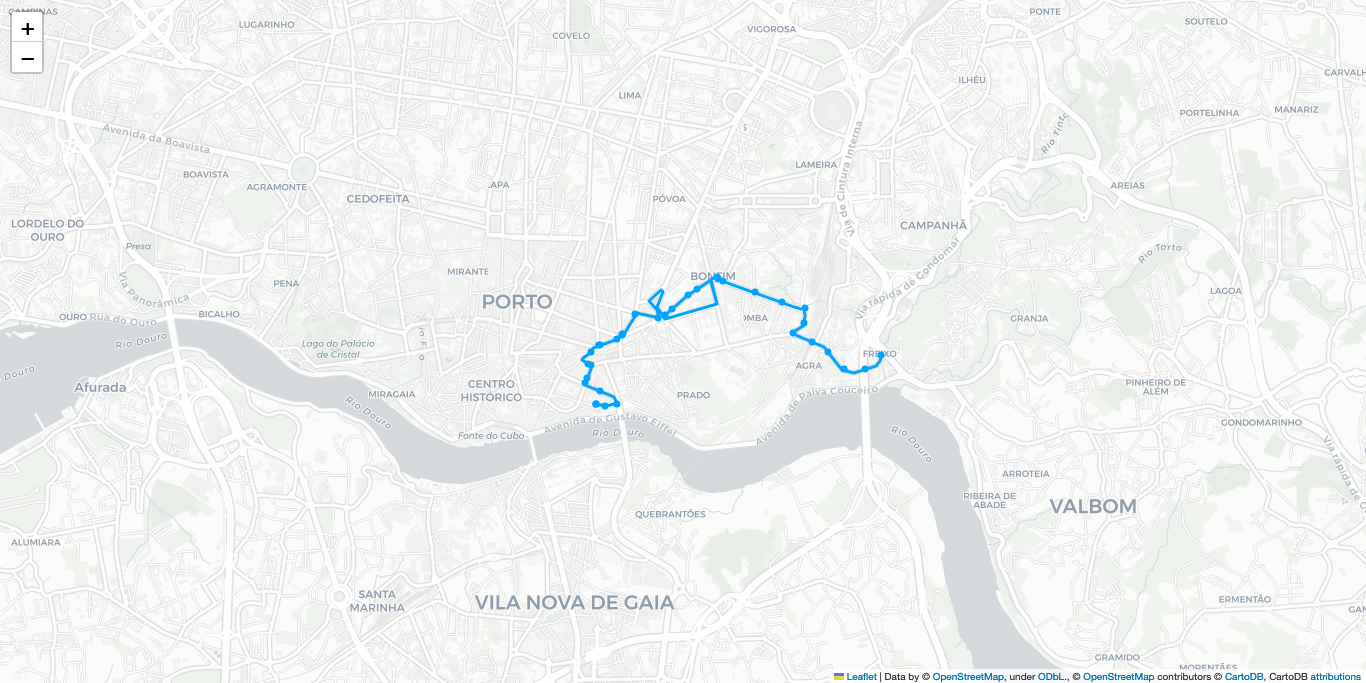 CAMPINAS
LUGARINHO
COVELO
VIGOROSA
PONTE
SOUTELO
+
−
ILHÉU
CARVALH
LIMA
PORTELINHA
MANARIZ
Avenida da Boavista
Via de Cintura Interna
Rio Tinto
LAMEIRA
BOAVISTA
AGRAMONTE
CEDOFEITA
PÓVOA
AREIAS
LORDELO DO
OURO
CAMPANHÃ
Presa
Rio Torto
MIRANTE
BONFIM
Via rápida de Gondomar
PENA
Via Panorâmica
PORTO
LAGOA
OURO
Rua do Ouro
BICALHO
GRANJA
Rio Douro
Lago do Palácio
de Cristal
FREIXO
AGRA
Douro
Afurada
CENTRO
HISTÓRICO
PINHEIRO DE
ALÉM
MIRAGAIA
PRADO
Avenida de Paiva Couceiro
Rio Douro
Avenida de Gustavo Eiffel
Rio Douro
Fonte do Cubo
Rio Douro
GONDOMARINHO
Via rápida de G
ARROTEIA
RIBEIRA DE
ABADE
VALBOM
QUEBRANTÕES
ALUMIARA
SANTA
MARINHA
VILA NOVA DE GAIA
ERMENTÃO
GAN
GRAMIDO
MORENTÃES
Leaflet | Data by © OpenStreetMap, under ODbL., © OpenStreetMap contributors © CartoDB, CartoDB attributions